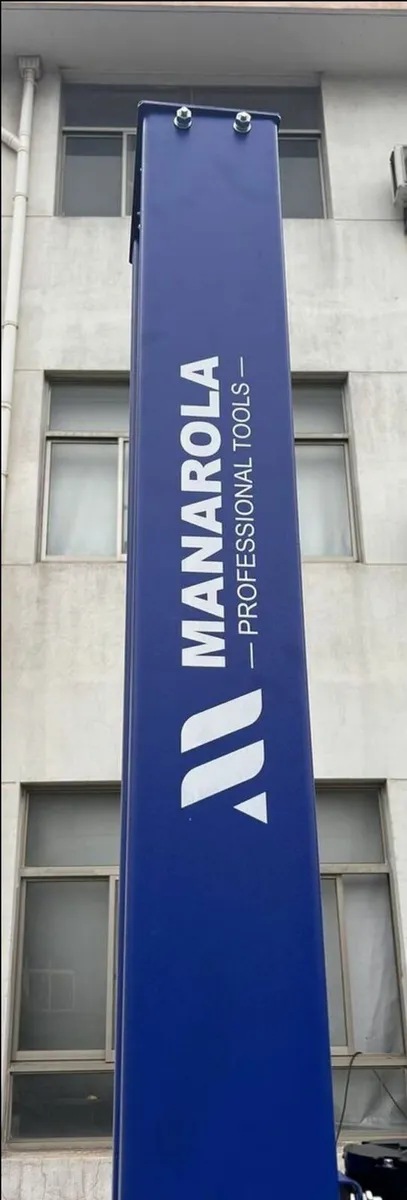 MANAROLA
— PROFESSIONAL TOOLS —